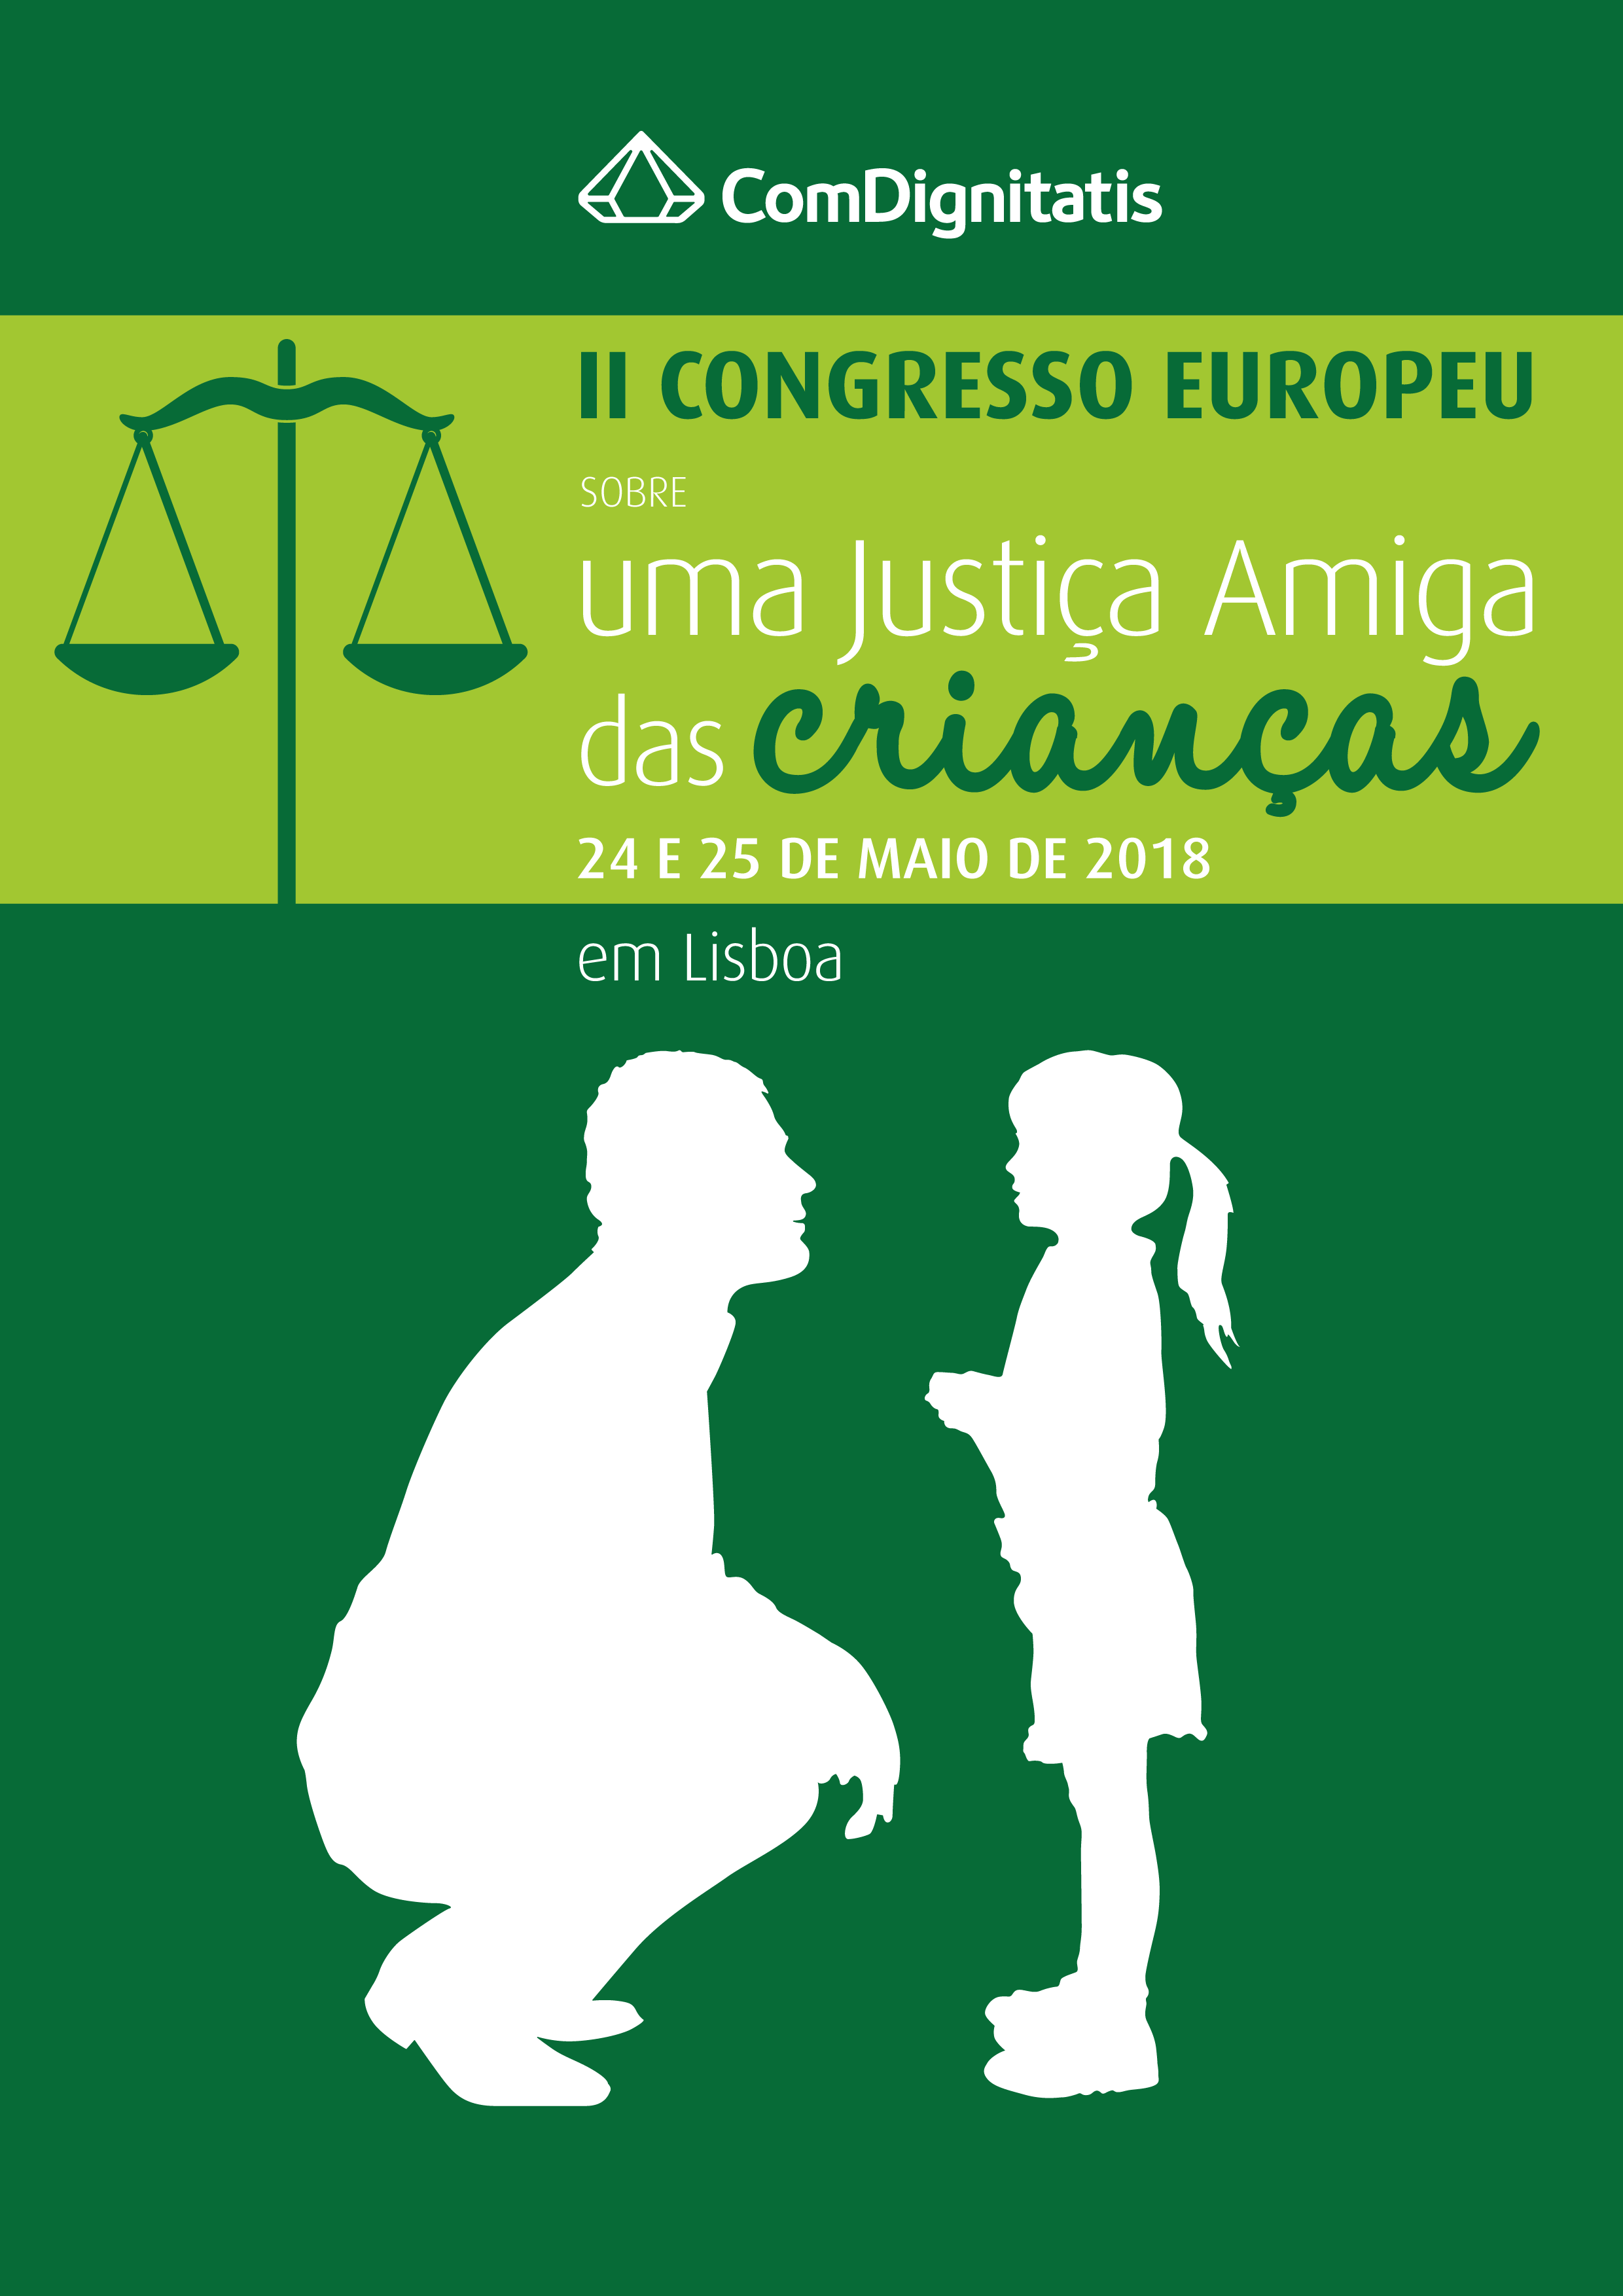 ComDignitatis
II CONGRESSO EUROPEU
SOBRE
uma Justiça Amiga
das crianças
24 E 25 DE MAIO DE 2018
em Lisboa